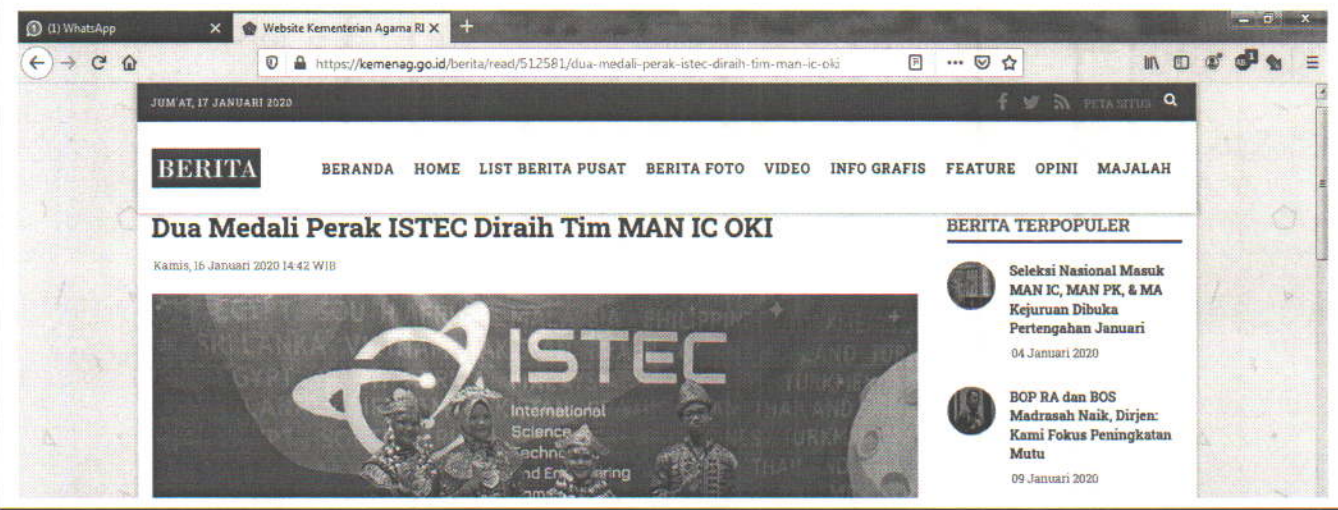 (1) WhatsApp
Website Kementerian Agama RI
https://kemenag.go.id/berita/read/512581/dua-medali-perak-istec-diraih-tim-man-ic-oki
JUM'AT, 17 JANUARI 2020
PETA SITUS
BERITA
BERANDA HOME LIST BERITA PUSAT BERITA FOTO VIDEO INFO GRAFIS FEATURE OPINI MAJALAH
Dua Medali Perak ISTEC Diraih Tim MAN IC OKI
Kamis, 16 Januari 2020 14:42 WIB
ISTEC
International
Science
BERITA TERPOPULER
Seleksi Nasional Masuk
MAN IC, MAN PK, & MA
Kejuruan Dibuka
Pertengahan Januari
04 Januari 2020
BOP RA dan BOS
Madrasah Naik, Dirjen:
Kami Fokus Peningkatan
Mutu
09 Januari 2020